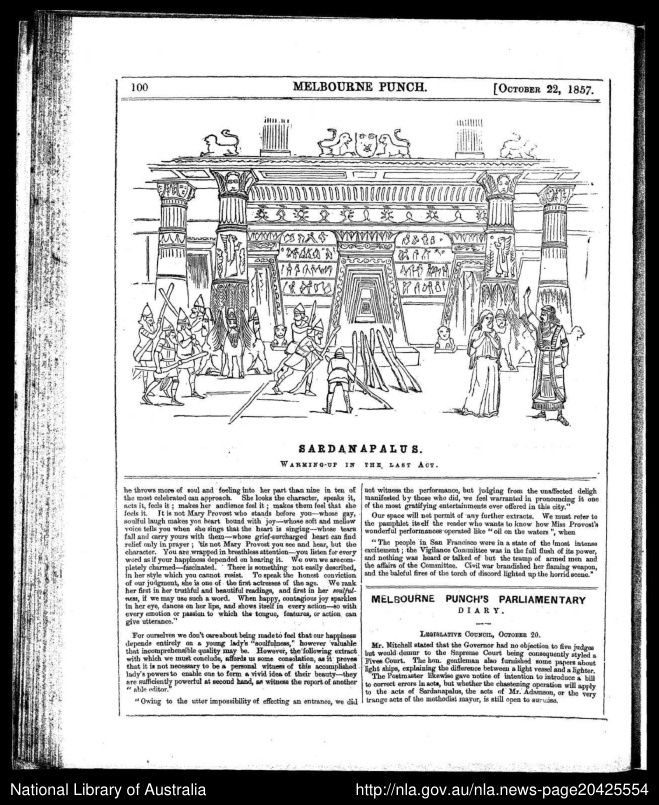 100
MELBOURNE PUNCH.
[October 22, 1857.
SARDANAPALUS.
Warming-up in the Last Act.
he throws more of soul and feeling into her part than nine in ten of
the most celebrated can approach. She looks the character, speaks it,
acts it, feels it; makes her audience feel it; makes them feel that she
feels it. It is not Mary Provost who stands before you—whose gay,
soulful laugh makes you heart bound with joy—whose soft and mellow
voice tells you when she sings that the heart is singing—whose tears
fall and carry yours with them—whose grief-surcharged heart can find
relief only in prayer; 'tis not Mary Provost you see and hear, but the
character. You are wrapped in breathless attention—you listen for every
word as if your happiness depended on hearing it. We own we are com-
pletely charmed—fascinated. There is something not easily described,
in her style which you cannot resist. To speak the honest conviction
of our judgment, she is one of the first actresses of the age. We rank
her first in her truthful and beautiful readings, and first in her soulful-
ness, if we may use such a word. When happy, contagious joy sparkles
in her eye, dances on her lips, and shows itself in every action—so with
every emotion or passion to which the tongue, features, or action can
give utterance."
For ourselves we don't care about being made to feel that our happiness
depends entirely on a young lady's "soulfulness," however valuable
that incomprehensible quality may be. However, the following extract
with which we must conclude, affords us some consolation, as it proves
that it is not necessary to be a personal witness of this accomplished
lady's powers to enable one to form a vivid idea of their beauty—they
are sufficiently powerful at second hand, as witness the report of another
"able editor."
"Owing to the utter impossibility of effecting an entrance, we did
not witness the performance, but judging from the unaffected deligh
manifested by those who did, we feel warranted in pronouncing it one
of the most gratifying entertainments ever offered in this city."
Our space will not permit of any further extracts. We must refer to
the pamphlet itself the reader who wants to know how Miss Provost's
wonderful performances operated like "oil on the waters", when
"The people in San Francisco were in a state of the most intense
excitement; the Vigilance Committee was in the full flush of its power,
and nothing was heard or talked of but the tramp of armed men and
the affairs of the Committee. Civil war brandished her flaming weapon,
and the baleful fires of the torch of discord lighted up the horrid scene."
MELBOURNE PUNCH'S PARLIAMENTARY
DIARY.
Legislative Council, October 20.
Mr. Mitchell stated that the Governor had no objection to five judges
but would demur to the Supreme Court being consequently styled a
Fives Court. The hon. gentleman also furnished some papers about
light ships, explaining the difference between a light vessel and a lighter.
The Postmaster likewise gave notice of intention to introduce a bill
to correct errors in acts, but whether the chastening operation will apply
to the acts of Sardanapalus, the acts of Mr. Adamson, or the very
trange acts of the methodist mayor, is still open to surmise.
National Library of Australia
http://nla.gov.au/nla.news-page20425554